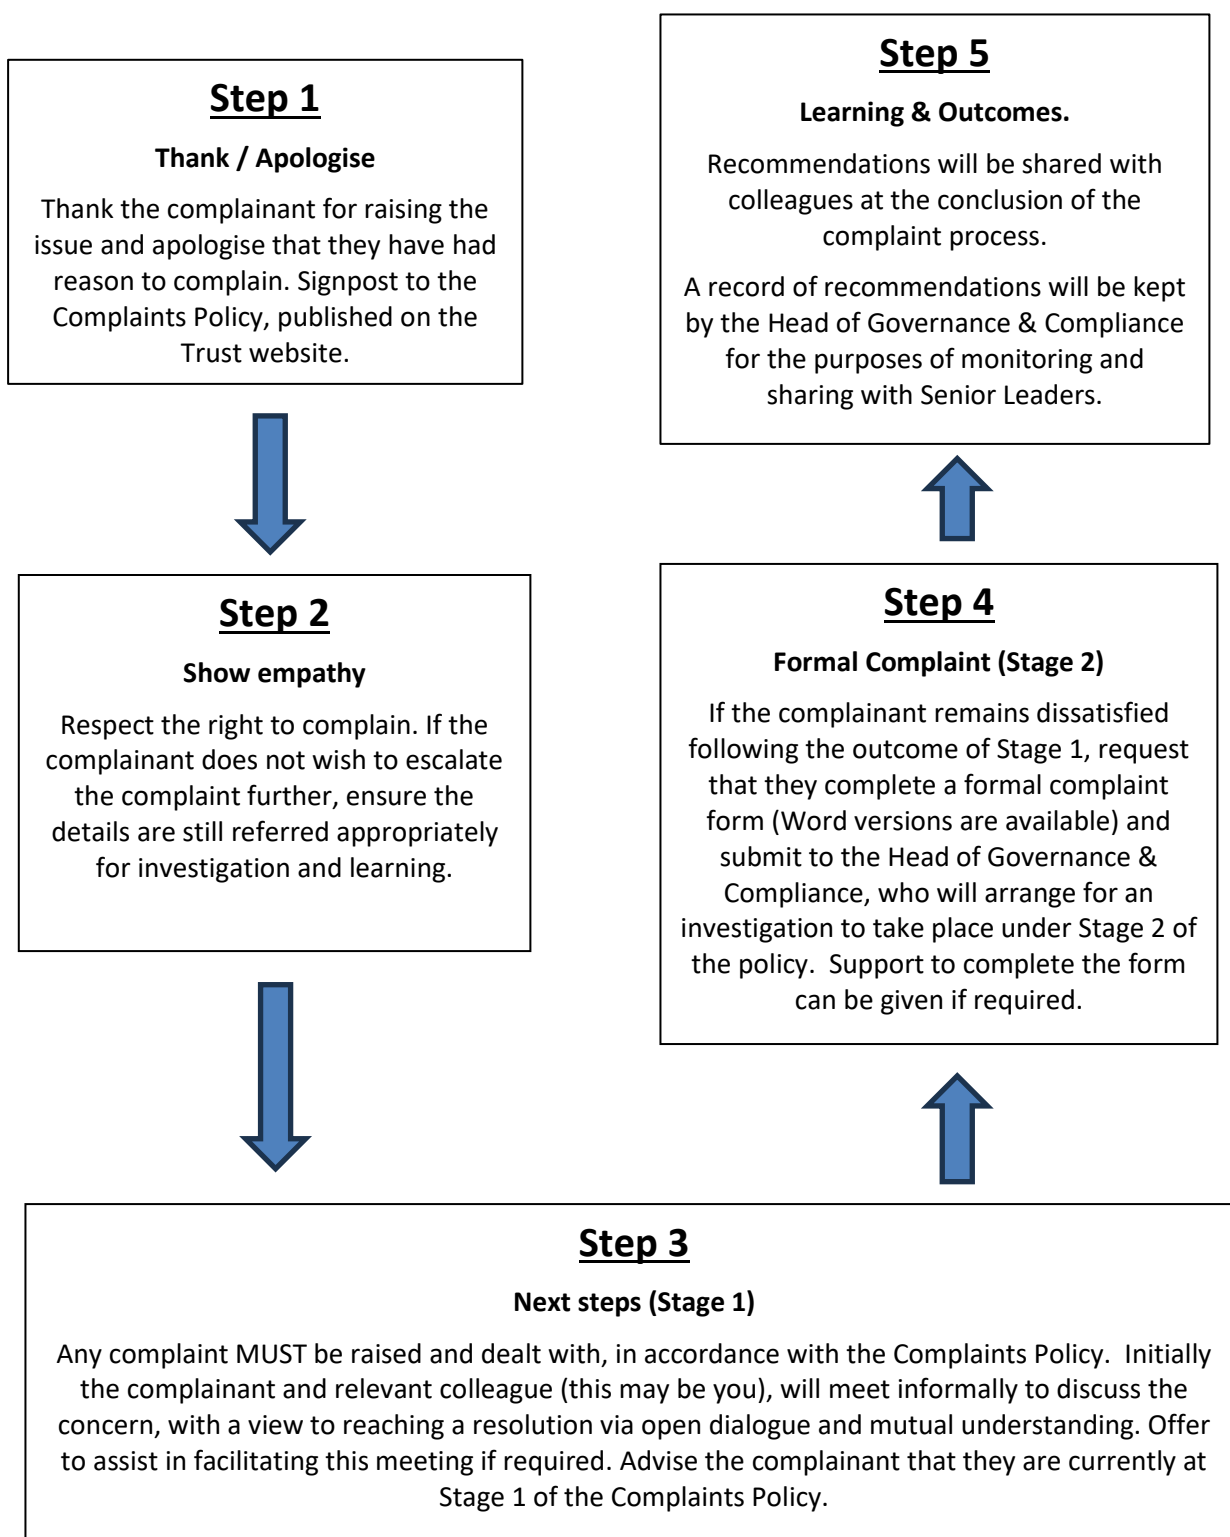 Step 1
Thank / Apologise
Thank the complainant for raising the
issue and apologise that they have had
reason to complain. Signpost to the
Complaints Policy, published on the
Trust website.
Step 2
Show empathy
Respect the right to complain. If the
complainant does not wish to escalate
the complaint further, ensure the
details are still referred appropriately
for investigation and learning.
Step 3
Next steps (Stage 1)
Any complaint MUST be raised and dealt with, in accordance with the Complaints Policy.  Initially
the complainant and relevant colleague (this may be you), will meet informally to discuss the
concern, with a view to reaching a resolution via open dialogue and mutual understanding. Offer
to assist in facilitating this meeting if required. Advise the complainant that they are currently at
Stage 1 of the Complaints Policy.
Step 4
Formal Complaint (Stage 2)
If the complainant remains dissatisfied
following the outcome of Stage 1, request
that they complete a formal complaint
form (Word versions are available) and
submit to the Head of Governance &
Compliance, who will arrange for an
investigation to take place under Stage 2 of
the policy.  Support to complete the form
can be given if required.
Step 5
Learning & Outcomes.
Recommendations will be shared with
colleagues at the conclusion of the
complaint process.
A record of recommendations will be kept
by the Head of Governance & Compliance
for the purposes of monitoring and
sharing with Senior Leaders.